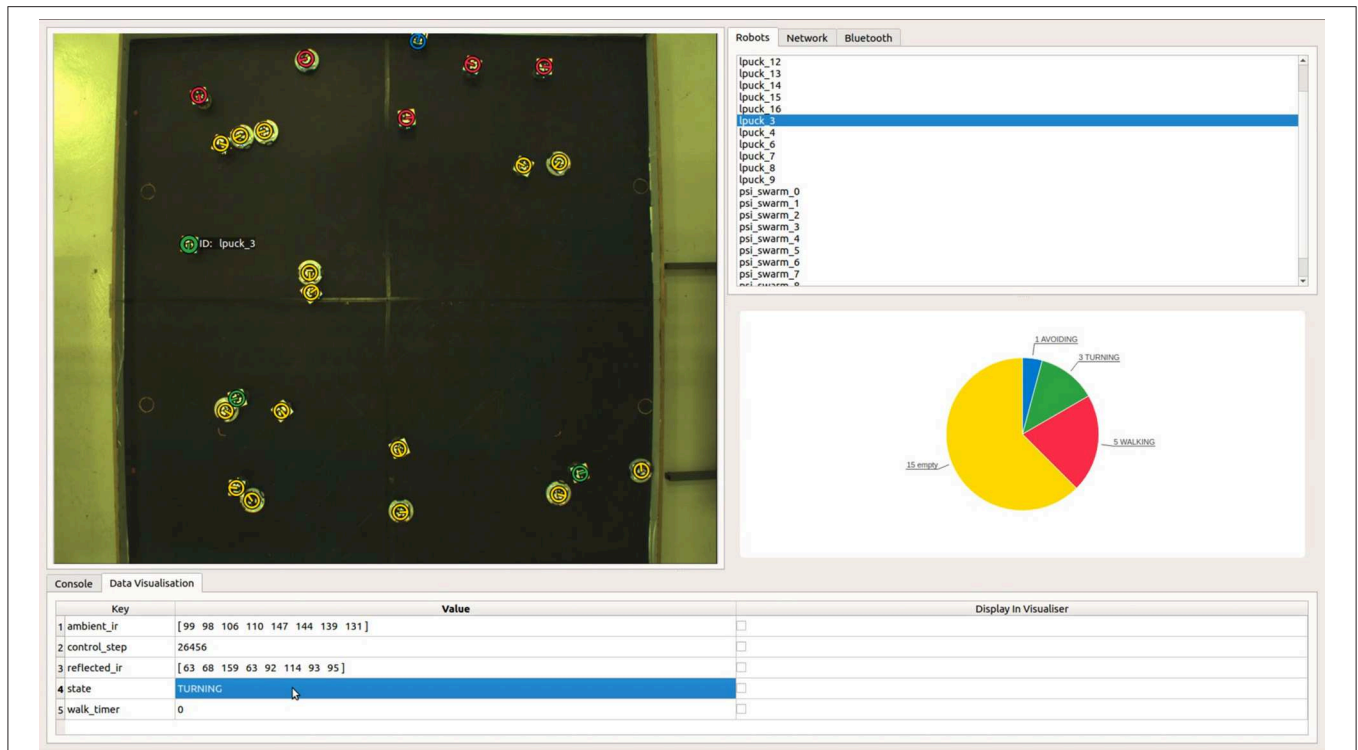 Robots Network Bluetooth
lpuck_12
lpuck_13
lpuck_14
lpuck_15
lpuck_16
lpuck_3
lpuck_4
lpuck_6
lpuck_7
lpuck_8
lpuck_9
psi_swarm_0
psi_swarm_1
psi_swarm_2
psi_swarm_3
psi_swarm_4
psi_swarm_5
psi_swarm_6
psi_swarm_7
psi_swarm_8
ID: lpuck_3
1 AVOIDING
3 TURNING
5 WALKING
15 empty
Console Data Visualisation
Key Value Display In Visualiser
1 ambient_ir [ 99 98 106 110 147 144 139 131 ]
2 control_step 26456
3 reflected_ir [ 63 68 159 63 92 114 93 95 ]
4 state TURNING
5 walk_timer 0